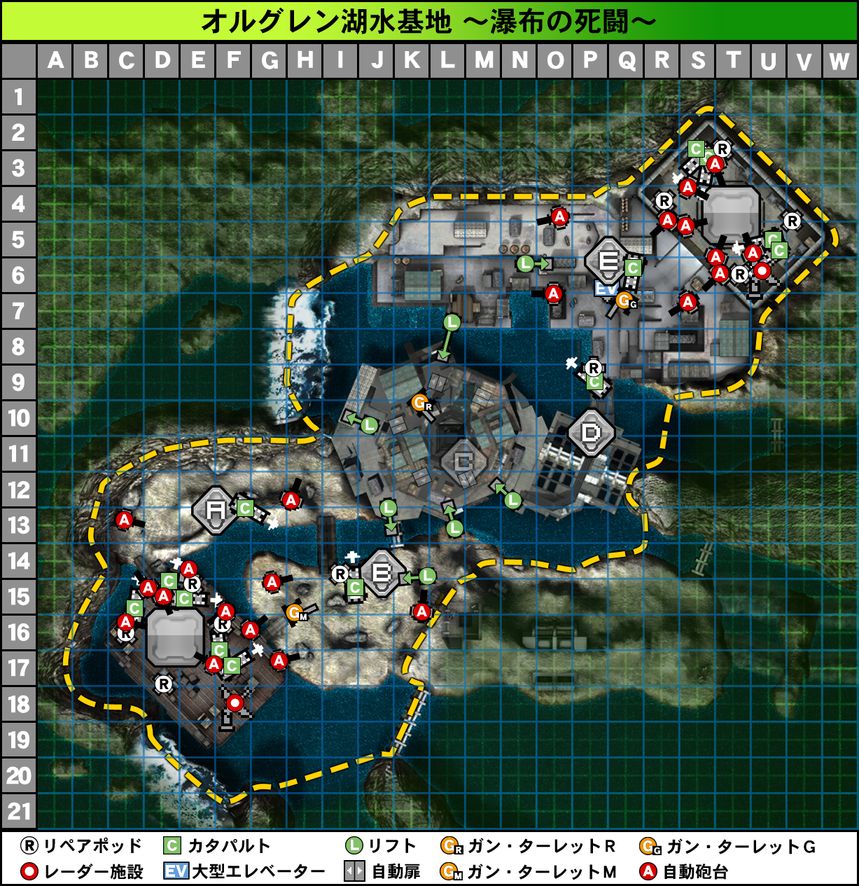 オルグレン湖水基地 ～瀑布の死闘～
A B C D E F G H I J K L M N O P Q R S T U V W
1
2
C R
3
A
A
4
R
A
A A R
5
C
E C
L
A A C
6
A R
EV
A G G
A
7
L
8
R
9
C
G R
10
L
D
11
C
12
A
L
A C
L
13
A
L
14
R B L
A C R
A
15
A
C
A C
C
A
16
A
G M
A
R
R
A
17
C
A C
A
R
18
19
20
21
R リペアポッド C カタパルト L リフト G R ガン・ターレットR G G ガン・ターレットG
レーダー施設 EV 大型エレベーター 自動扉 G M ガン・ターレットM A 自動砲台